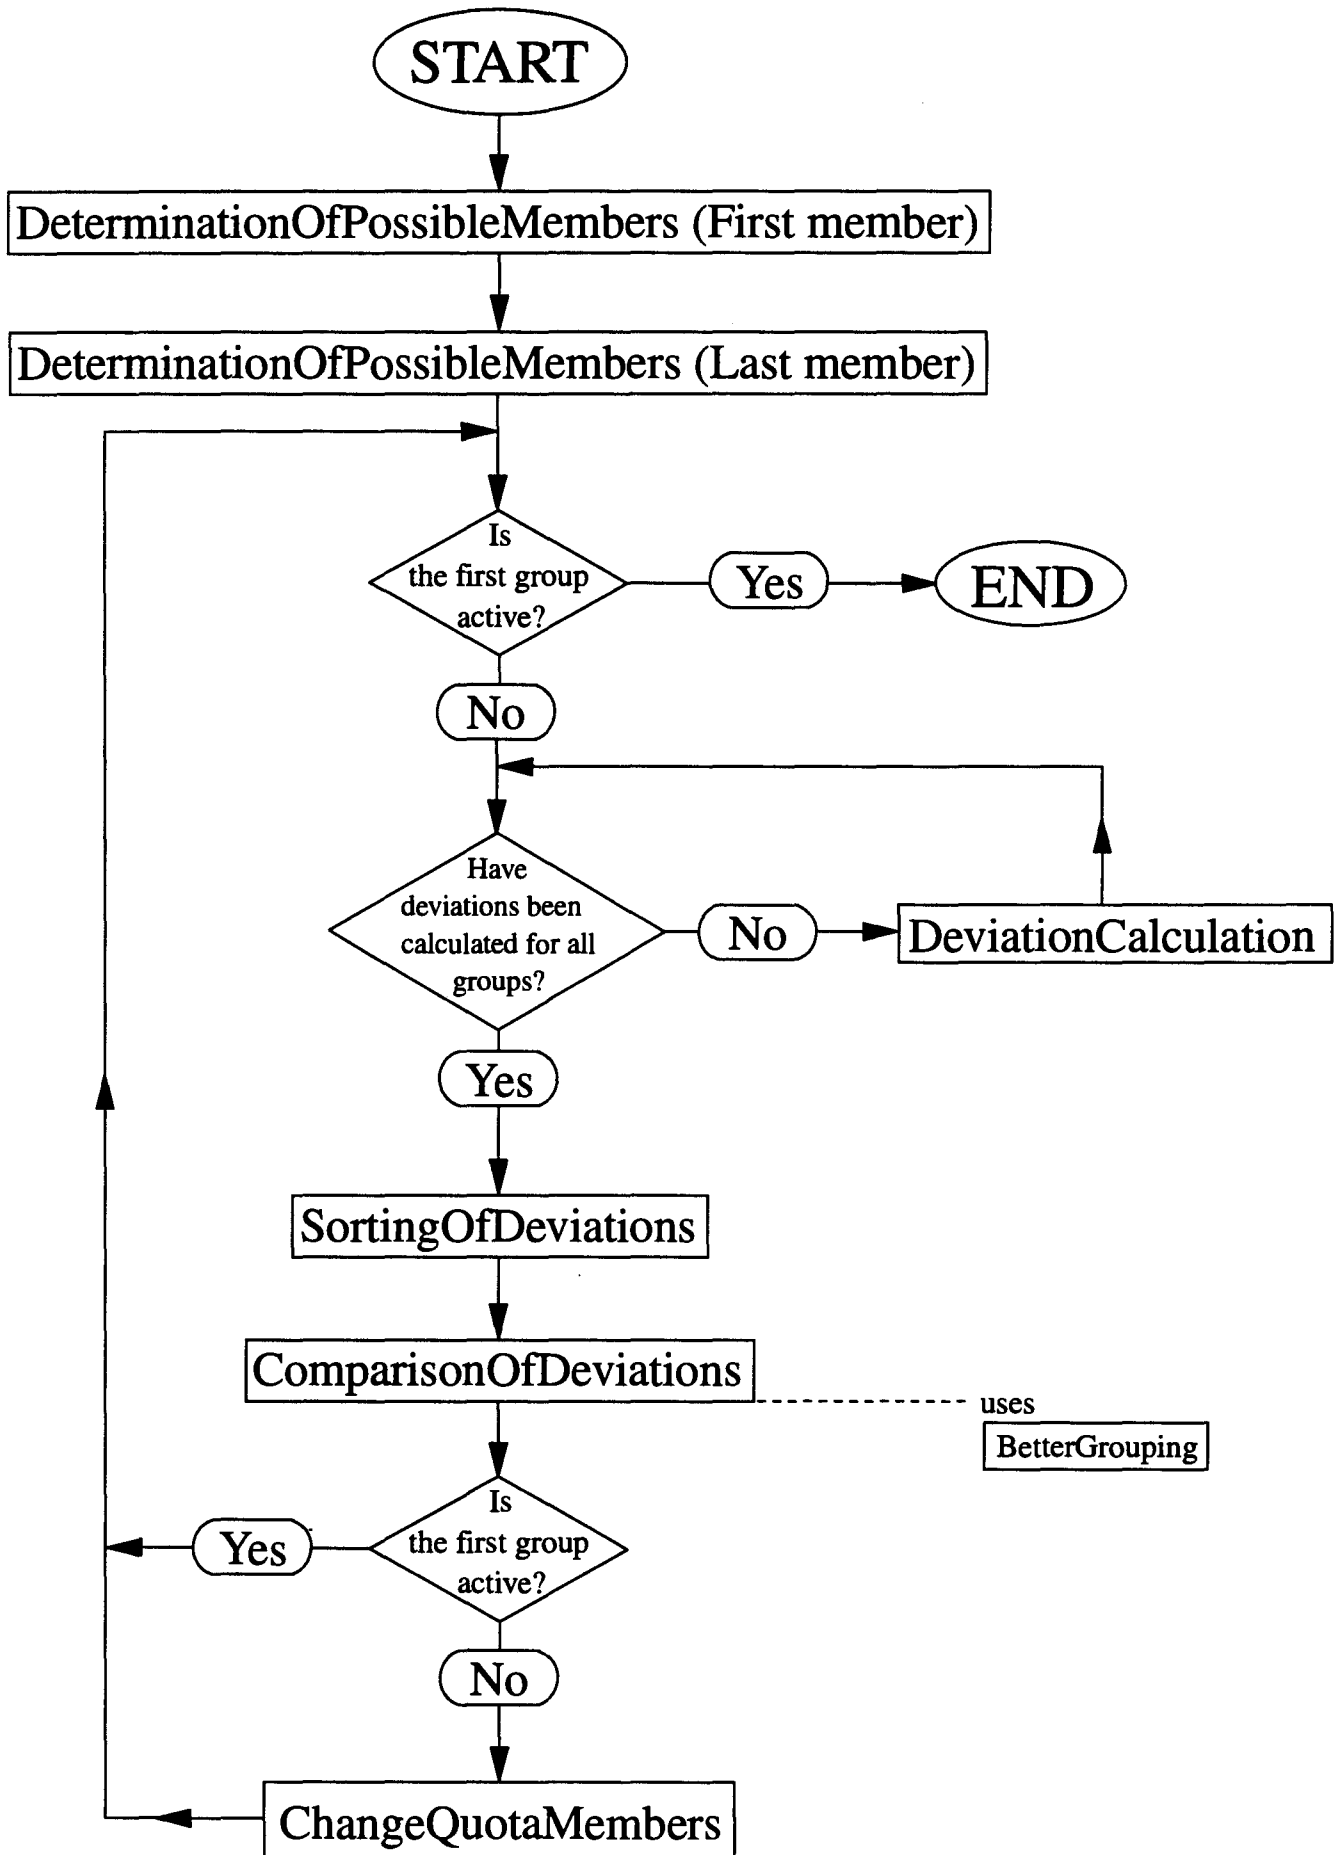 START
DeterminationOfPossibleMembers (First member)
DeterminationOfPossibleMembers (Last member)
Is
the first group
active?
Yes
END
No
Have
deviations been
calculated for all
groups?
No
DeviationCalculation
Yes
SortingOfDeviations
ComparisonOfDeviations
uses
BetterGrouping
Is
the first group
active?
Yes
No
ChangeQuotaMembers